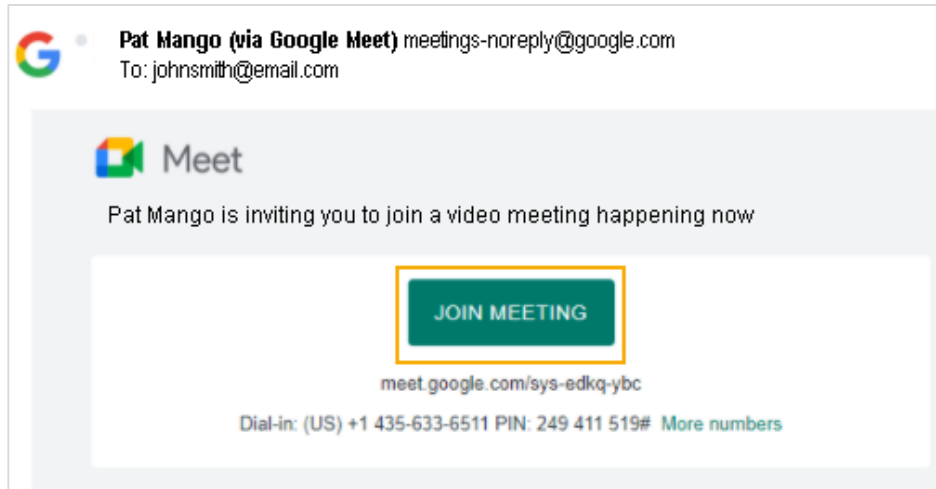 Pat Mango (via Google Meet) meetings-noreply@google.com
To: johnsmith@email.com
Meet
Pat Mango is inviting you to join a video meeting happening now
JOIN MEETING
meet.google.com/sys-edkq-ybc
Dial-in: (US) +1 435-633-6511 PIN: 249 411 519# More numbers